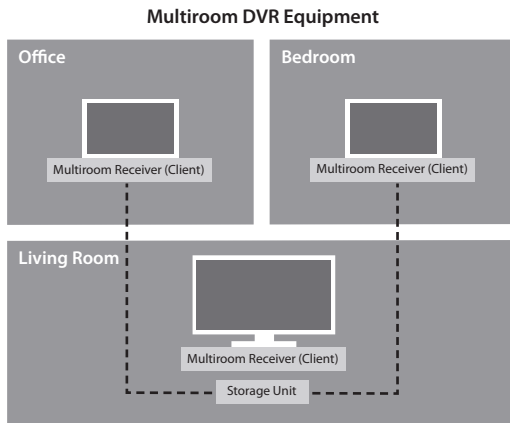 Multiroom DVR Equipment
Office
Bedroom
Multiroom Receiver (Client)
Multiroom Receiver (Client)
Living Room
Multiroom Receiver (Client)
Storage Unit